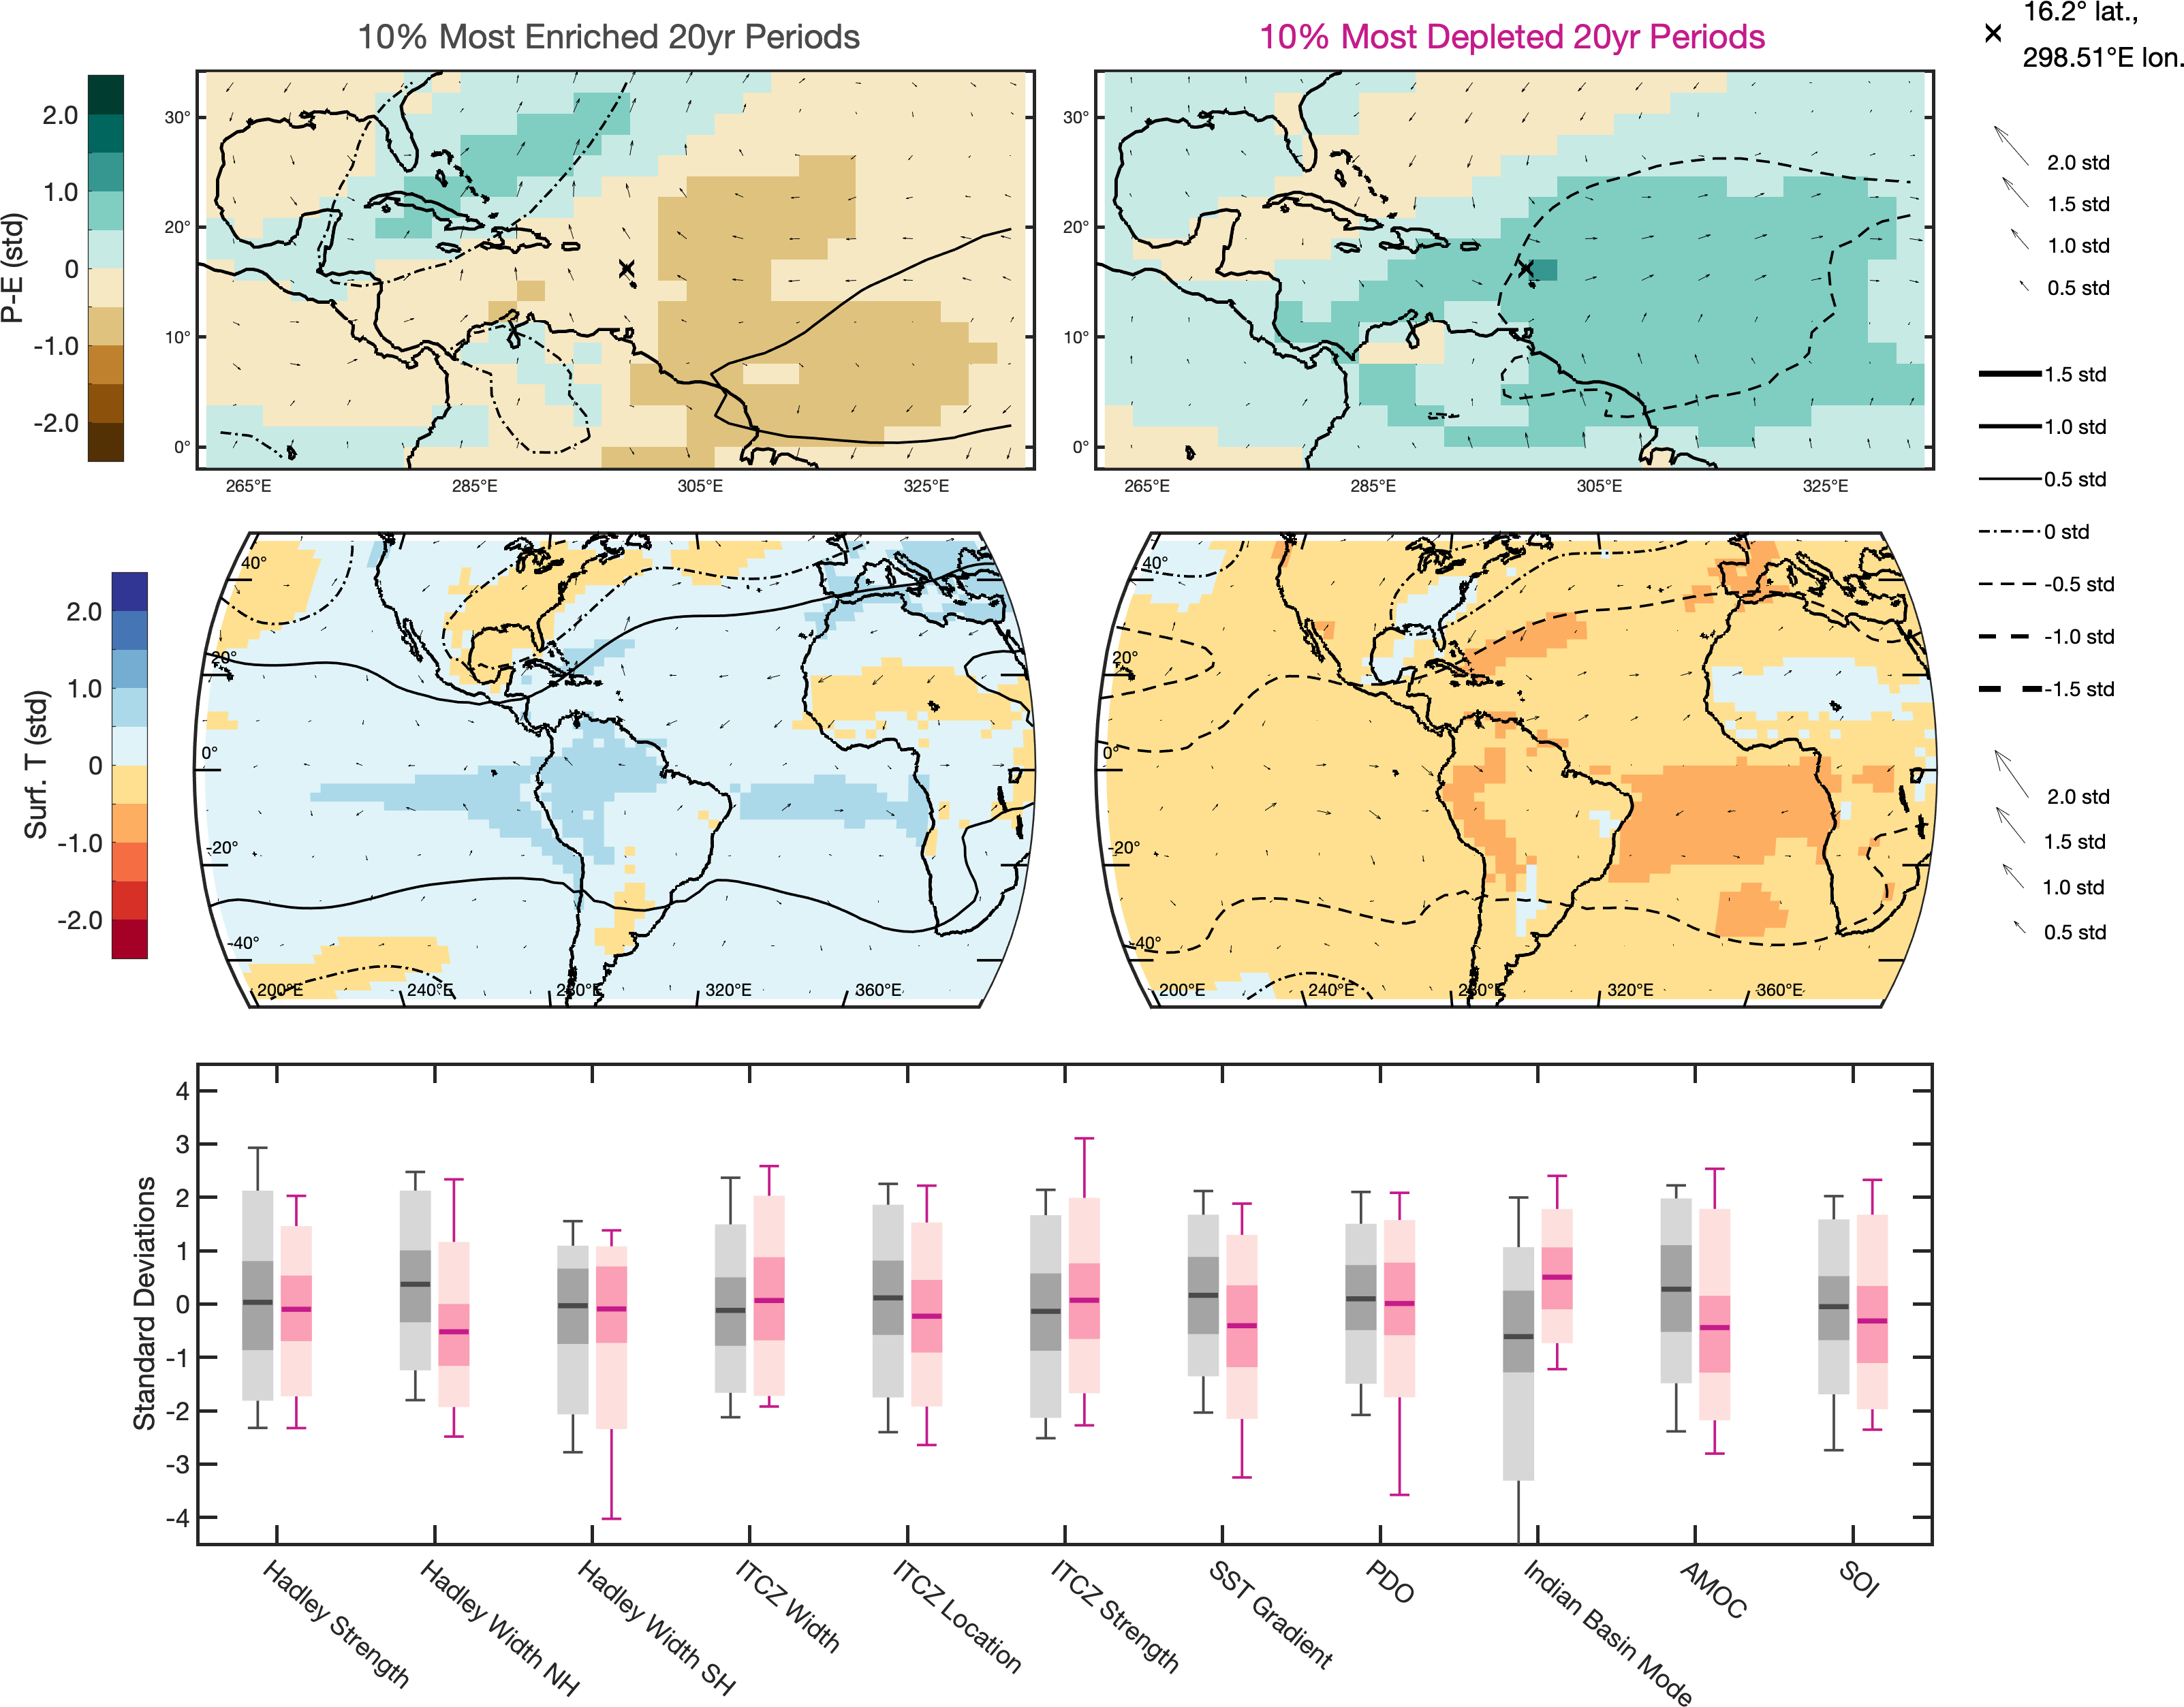 10% Most Enriched 20yr Periods
10% Most Depleted 20yr Periods
16.2° lat.,
298.51°E lon.
P-E (std)
2.0
1.0
0
-1.0
-2.0
30°
20°
10°
0°
265°E 285°E 305°E 325°E
30°
20°
10°
0°
265°E 285°E 305°E 325°E
2.0 std
1.5 std
1.0 std
0.5 std
1.5 std
1.0 std
0.5 std
0 std
-0.5 std
-1.0 std
-1.5 std
2.0 std
1.5 std
1.0 std
0.5 std
Surf. T (std)
2.0
1.0
0
-1.0
-2.0
40°
20°
0°
-20°
-40°
200°E 240°E 280°E 320°E 360°E
40°
20°
0°
-20°
-40°
200°E 240°E 280°E 320°E 360°E
Standard Deviations
4
3
2
1
0
-1
-2
-3
-4
Hadley Strength
Hadley Width NH
Hadley Width SH
ITCZ Width
ITCZ Location
ITCZ Strength
SST Gradient
PDO
Indian Basin Mode
AMOC
SOI